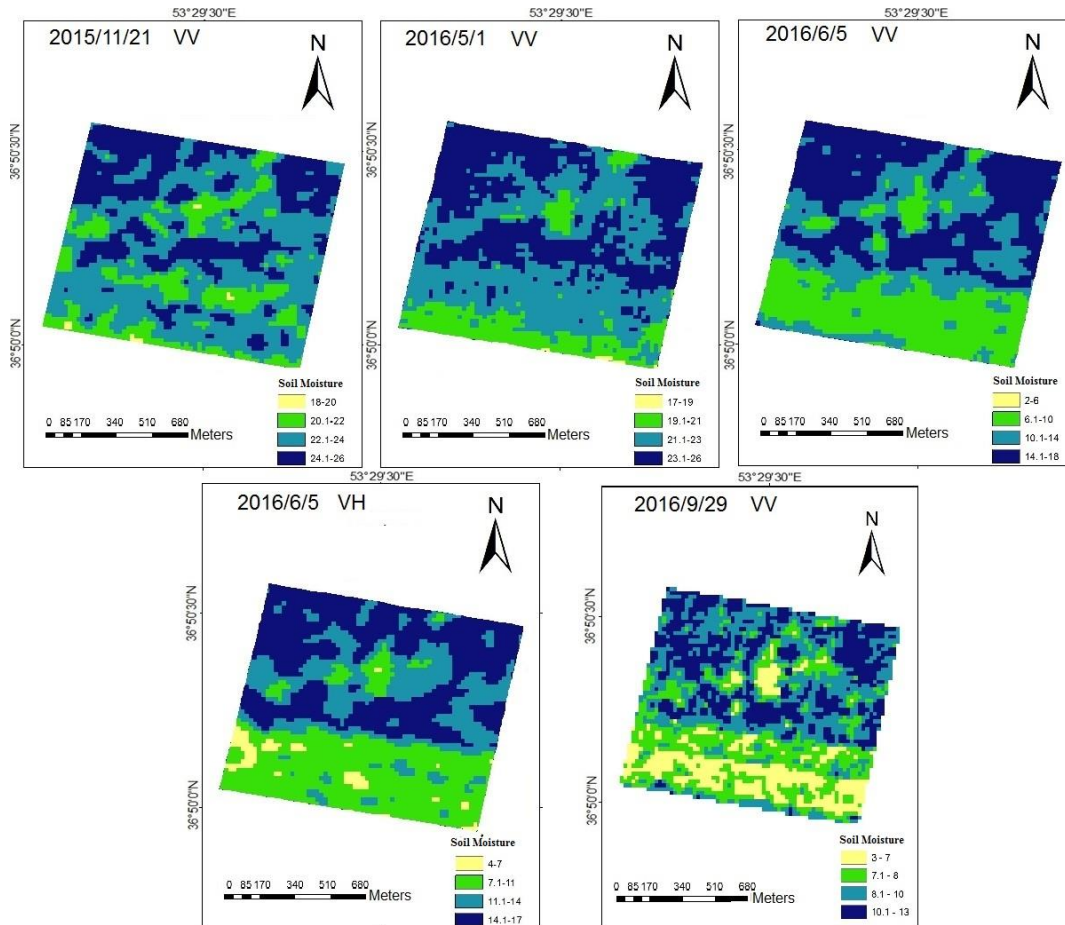 53°29'30"E
2015/11/21 VV
N
36°50'30"N
36°50'0"N
Soil Moisture
18-20
20.1-22
22.1-24
24.1-26
0 85 170 340 510 680
Meters
53°29'30"E
2016/5/1 VV
N
Soil Moisture
17-19
19.1-21
21.1-23
23.1-26
0 85 170 340 510 680
Meters
53°29'30"E
2016/6/5 VV
N
36°50'30"N
36°50'0"N
Soil Moisture
2-6
6.1-10
10.1-14
14.1-18
0 85 170 340 510 680
Meters
53°29'30"E
2016/6/5 VH
N
36°50'30"N
36°50'0"N
Soil Moisture
4-7
7.1-11
11.1-14
14.1-17
0 85 170 340 510 680
Meters
53°29'30"E
2016/9/29 VV
N
36°50'30"N
36°50'0"N
Soil Moisture
3 - 7
7.1 - 8
8.1 - 10
10.1 - 13
0 85 170 340 510 680
Meters